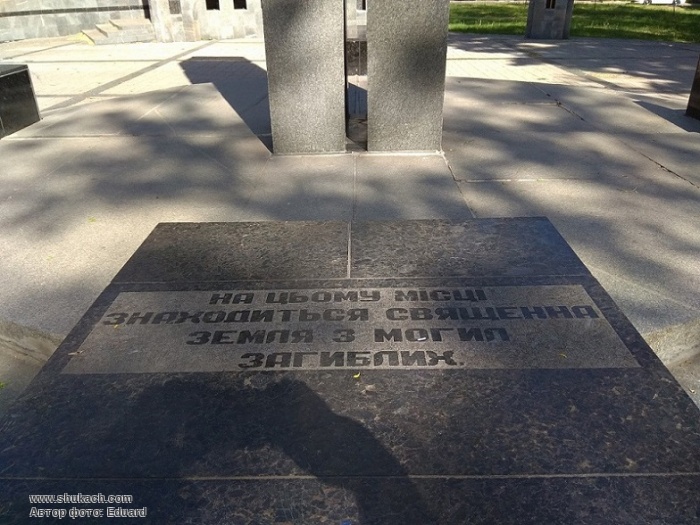 НА ЦЬОМУ МІСЦІ
ЗНАХОДИТЬСЯ СВЯЩЕННА
ЗЕМЛЯ З МОГИЛ
ЗАГИБЛИХ.
www.shukach.com
Автор фото: Eduard